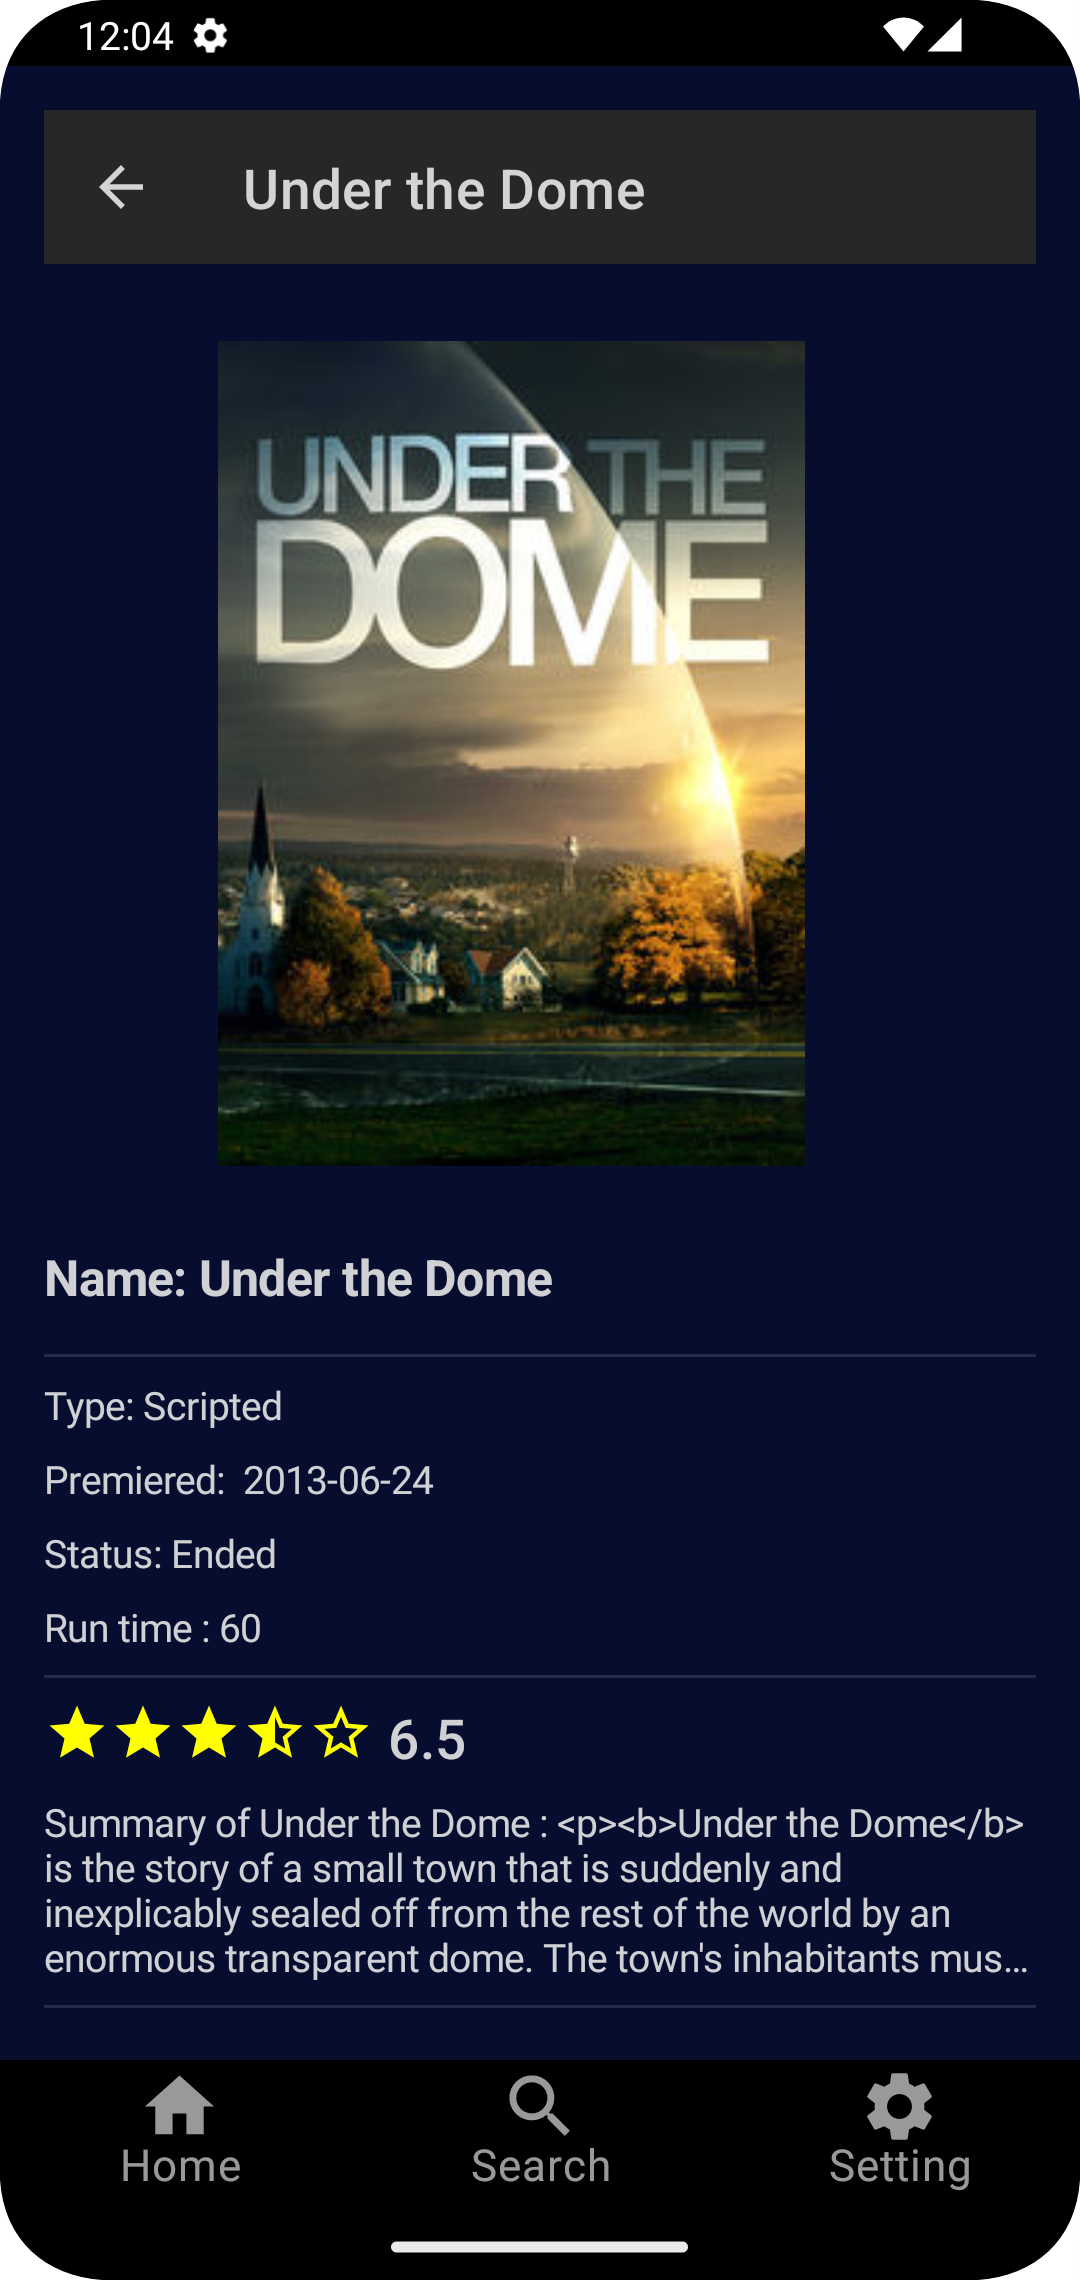 12:04
Under the Dome
UNDER THE
DOME
Name: Under the Dome
Type: Scripted
Premiered:  2013-06-24
Status: Ended
Run time : 60
6.5
Summary of Under the Dome : <p><b>Under the Dome</b>
is the story of a small town that is suddenly and
inexplicably sealed off from the rest of the world by an
enormous transparent dome. The town's inhabitants mus…
Home
Search
Setting